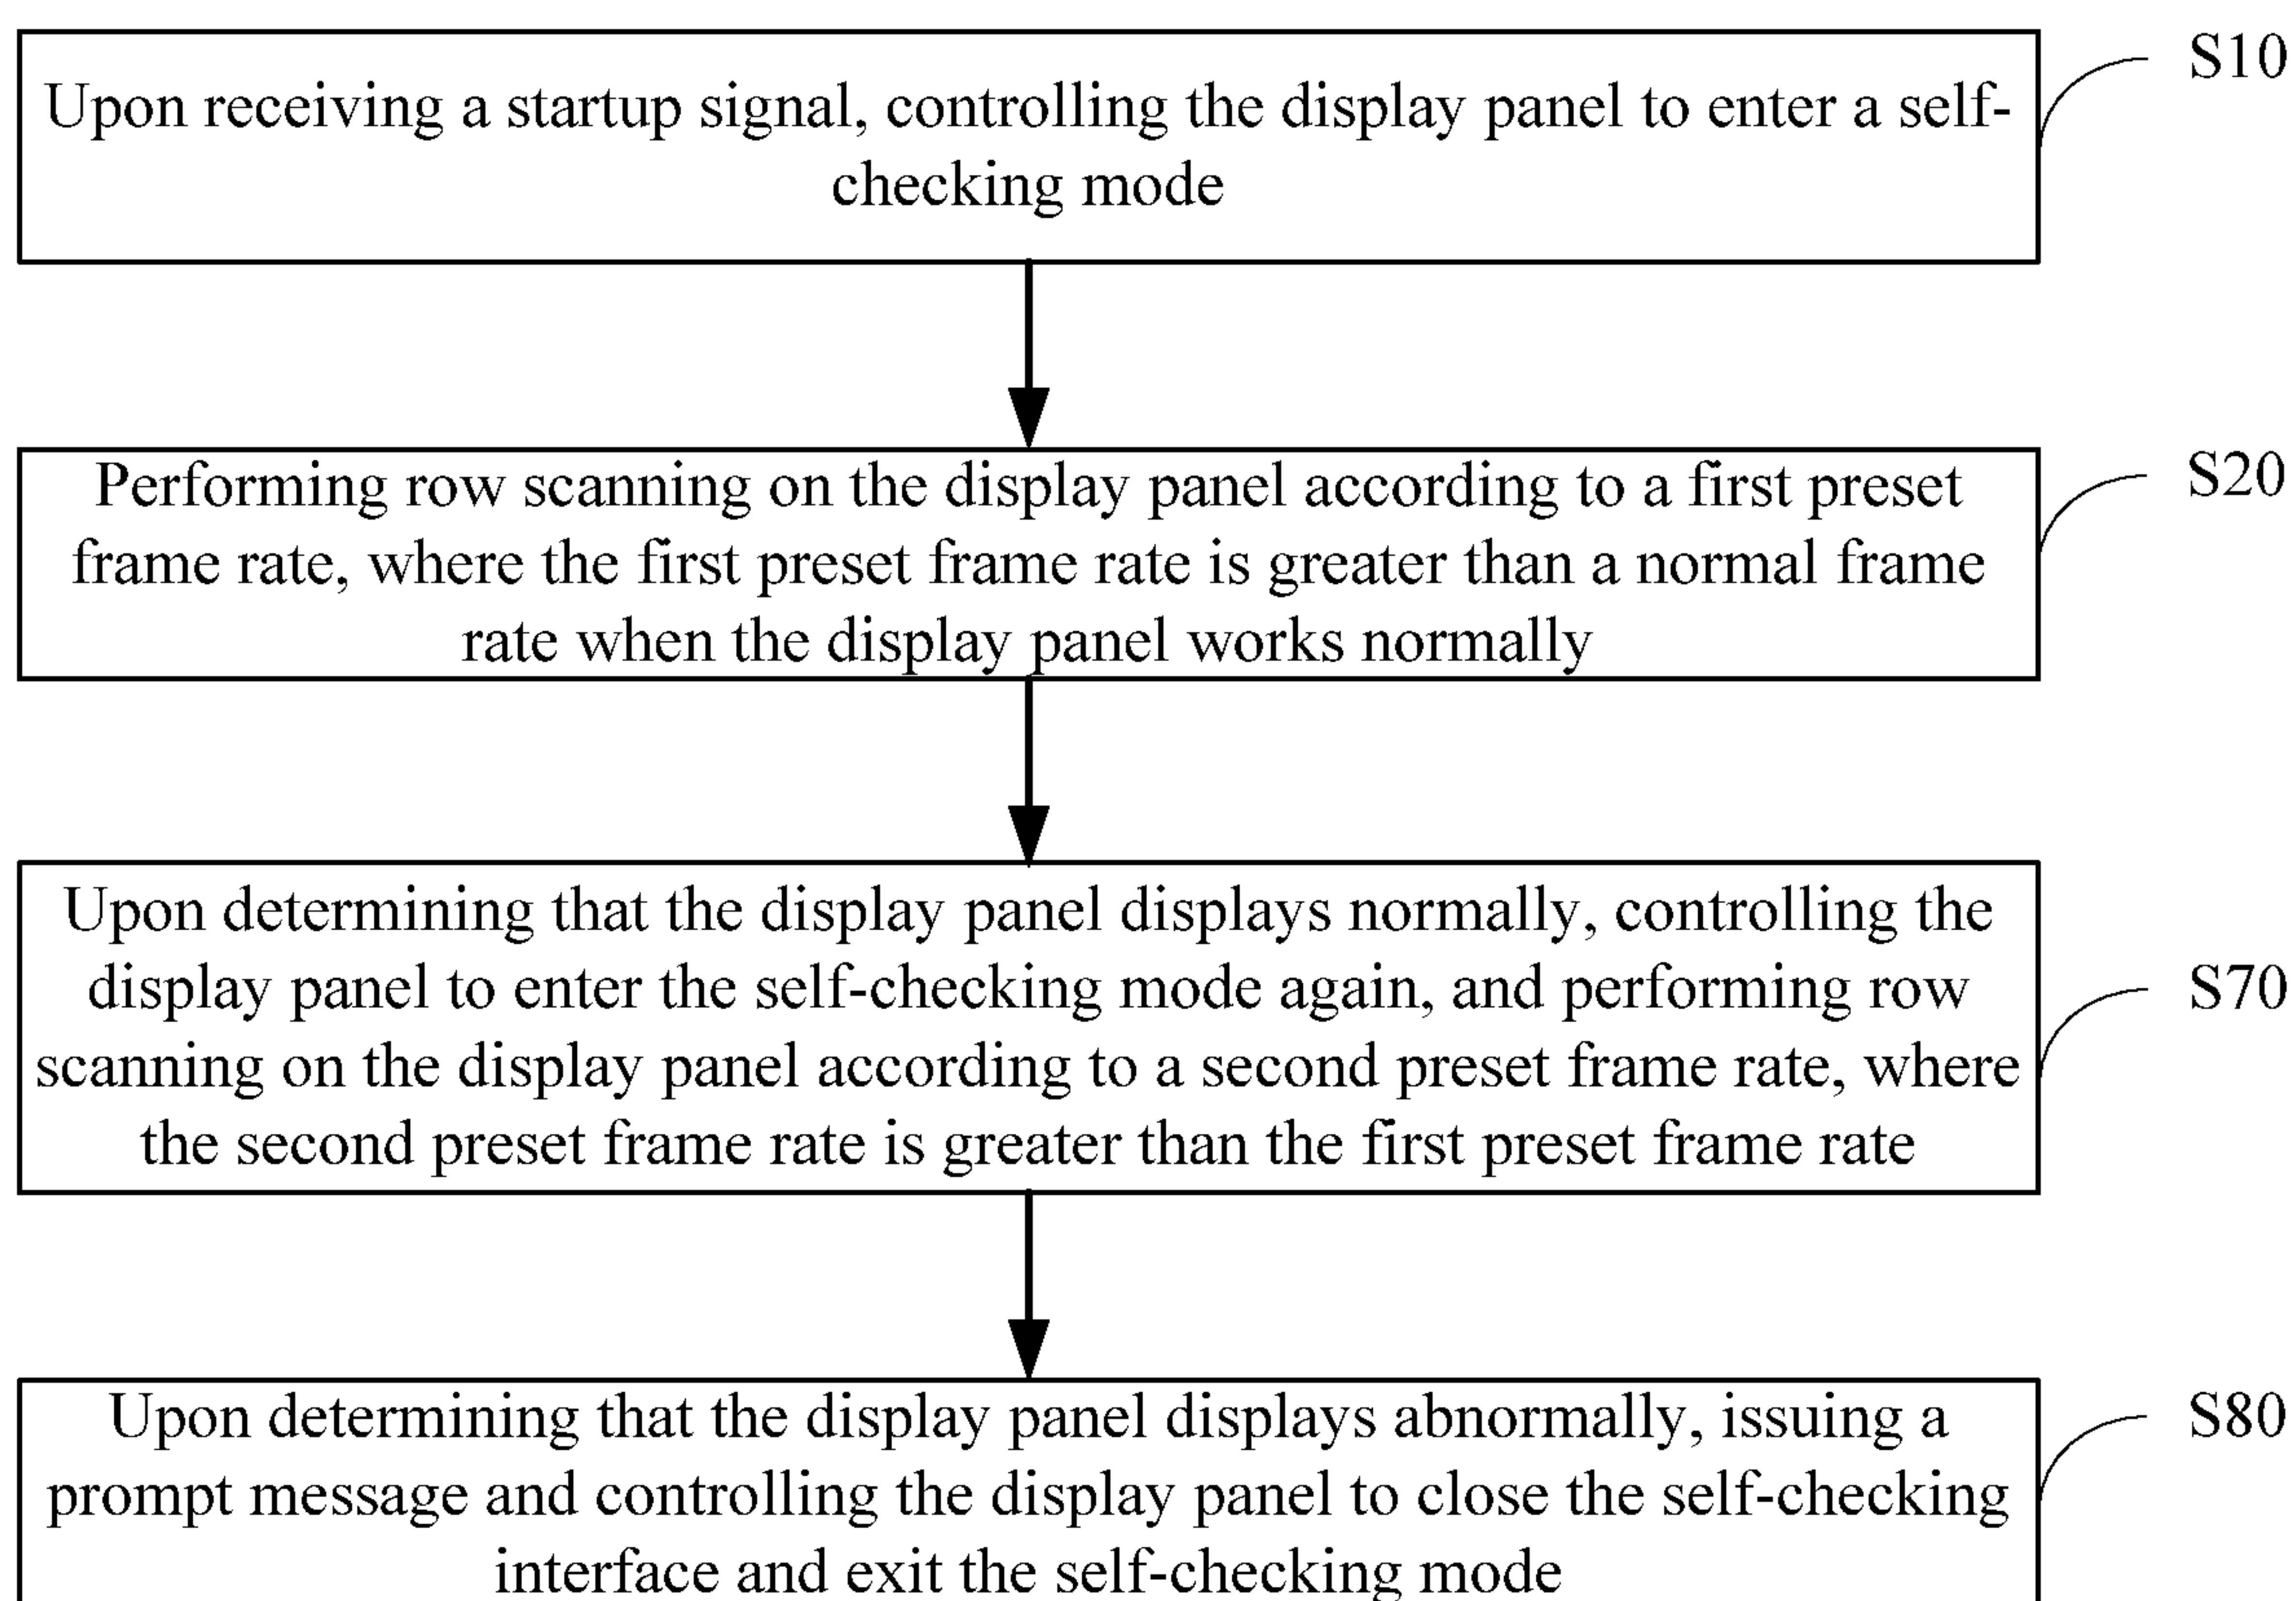 Upon receiving a startup signal, controlling the display panel to enter a self-
checking mode
S10
Performing row scanning on the display panel according to a first preset
frame rate, where the first preset frame rate is greater than a normal frame
rate when the display panel works normally
S20
Upon determining that the display panel displays normally, controlling the
display panel to enter the self-checking mode again, and performing row
scanning on the display panel according to a second preset frame rate, where
the second preset frame rate is greater than the first preset frame rate
S70
Upon determining that the display panel displays abnormally, issuing a
prompt message and controlling the display panel to close the self-checking
interface and exit the self-checking mode
S80